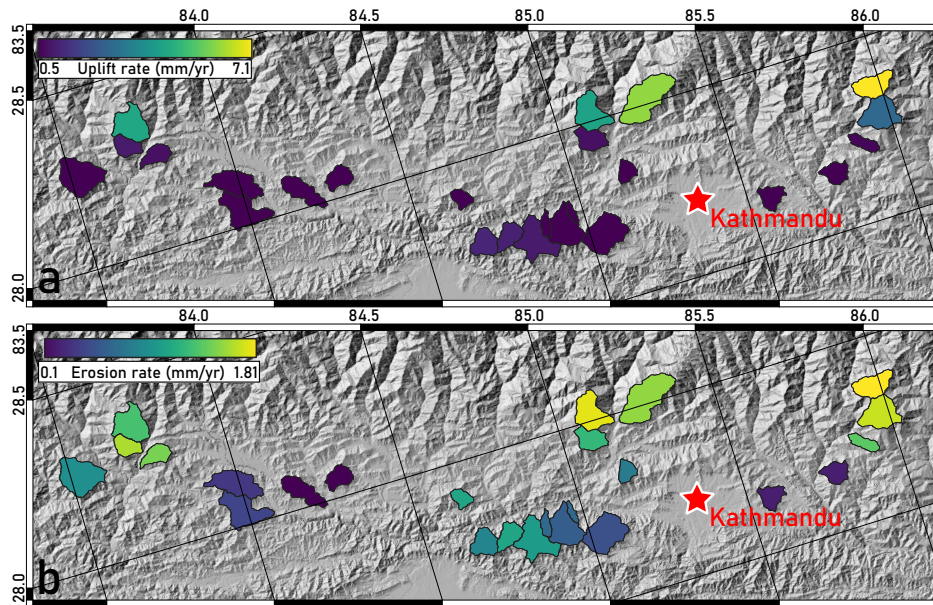 84.0 84.5 85.0 85.5 86.0
83.5
0.5 Uplift rate (mm/yr) 7.1
28.5
Kathmandu
28.0
a
84.0 84.5 85.0 85.5 86.0
83.5
0.1 Erosion rate (mm/yr) 1.81
28.5
Kathmandu
28.0
b